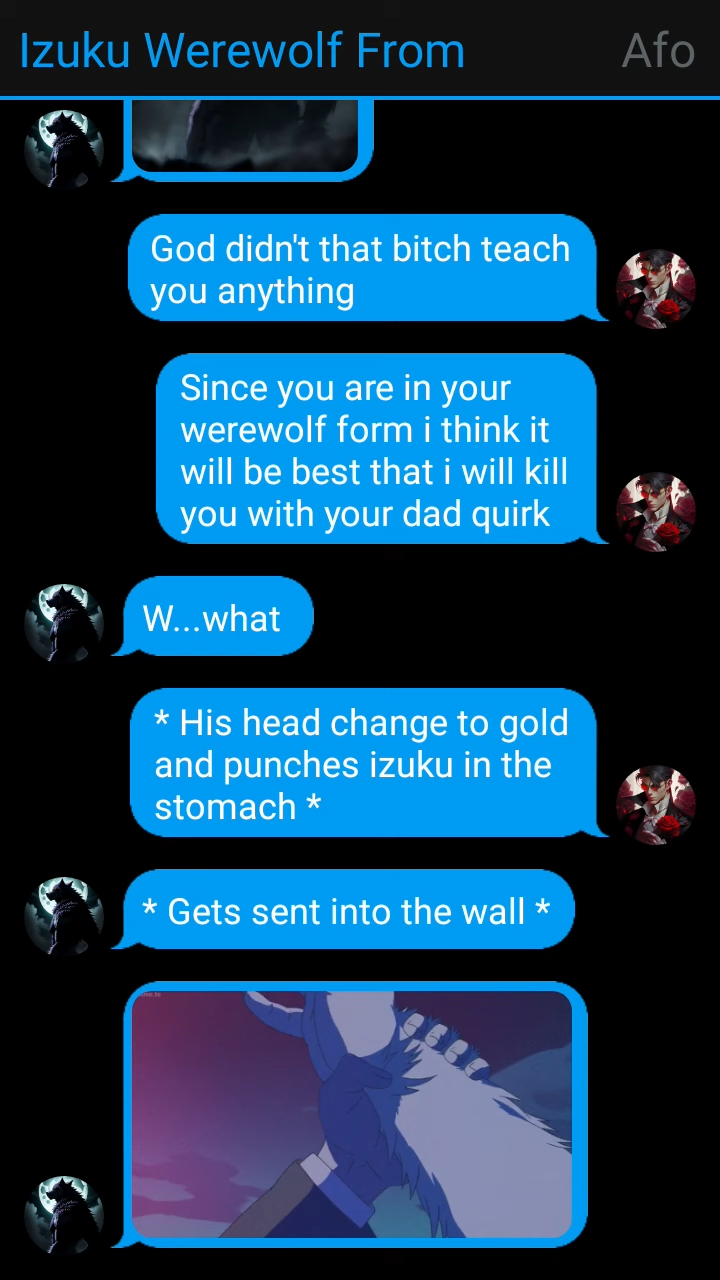 Izuku Werewolf From
Afo
God didn't that bitch teach
you anything
Since you are in your
werewolf form i think it
will be best that i will kill
you with your dad quirk
W...what
* His head change to gold
and punches izuku in the
stomach *
* Gets sent into the wall *